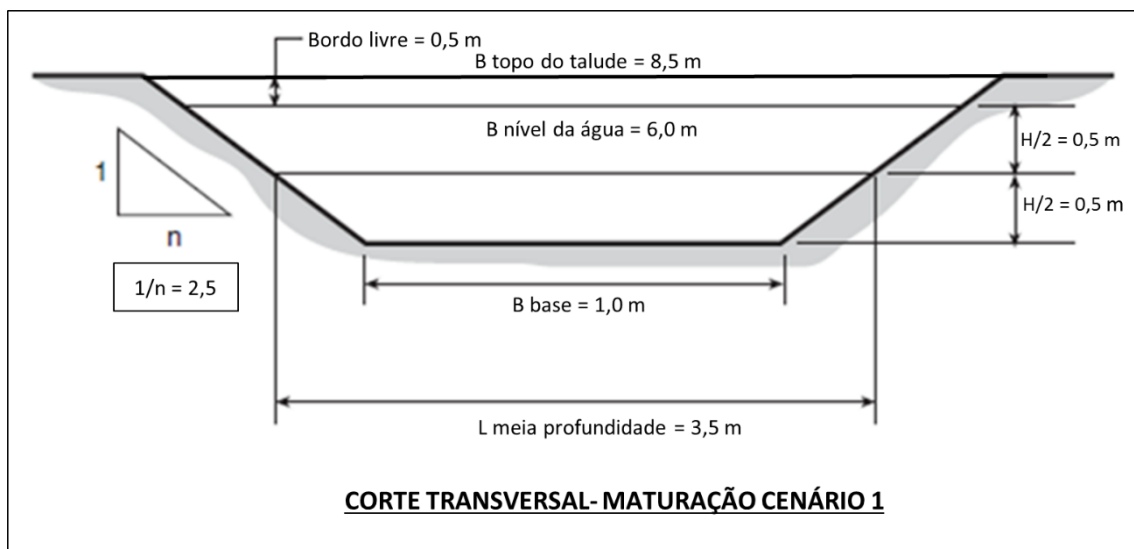 Bordo livre = 0,5 m
B topo do talude = 8,5 m
B nível da água = 6,0 m
H/2 = 0,5 m
1
H/2 = 0,5 m
n
1/n = 2,5
B base = 1,0 m
L meia profundidade = 3,5 m
CORTE TRANSVERSAL- MATURAÇÃO CENÁRIO 1